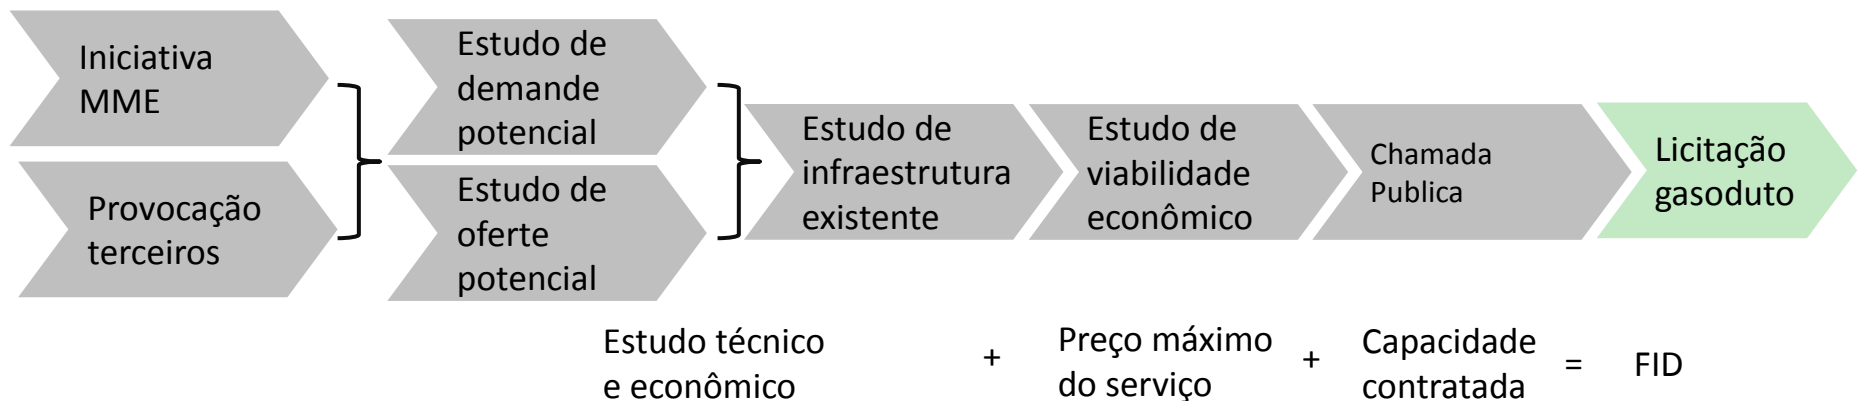 Iniciativa
MME
Provocação
terceiros
Estudo de
demande
potencial
Estudo de
oferte
potencial
Estudo de
infraestrutura
existente
Estudo de
viabilidade
econômico
Chamada
Publica
Licitação
gasoduto
Estudo técnico
e econômico
+
Preço máximo
do serviço
+
Capacidade
contratada
=
FID